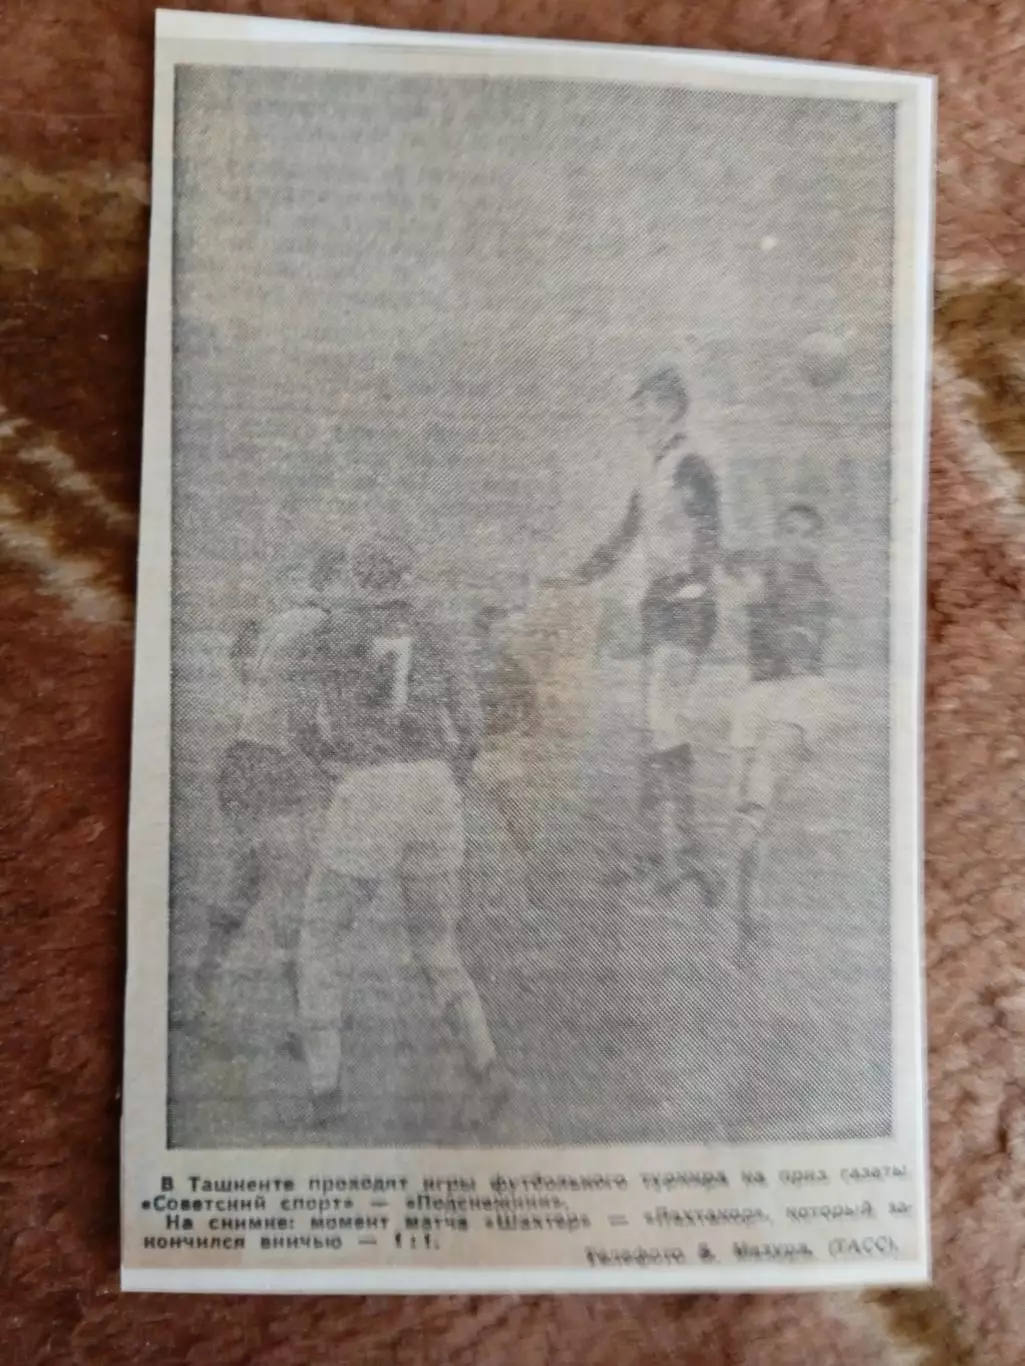 7
В Ташкенте проходят игры футбольного турнира на приз газеты
«Советский спорт» — «Подснежник».
На снимке: момент матча «Шахтер» — «Пахтакор», который за-
кончился вничью — 1 : 1.
Телефото В. Мазура. (ТАСС).